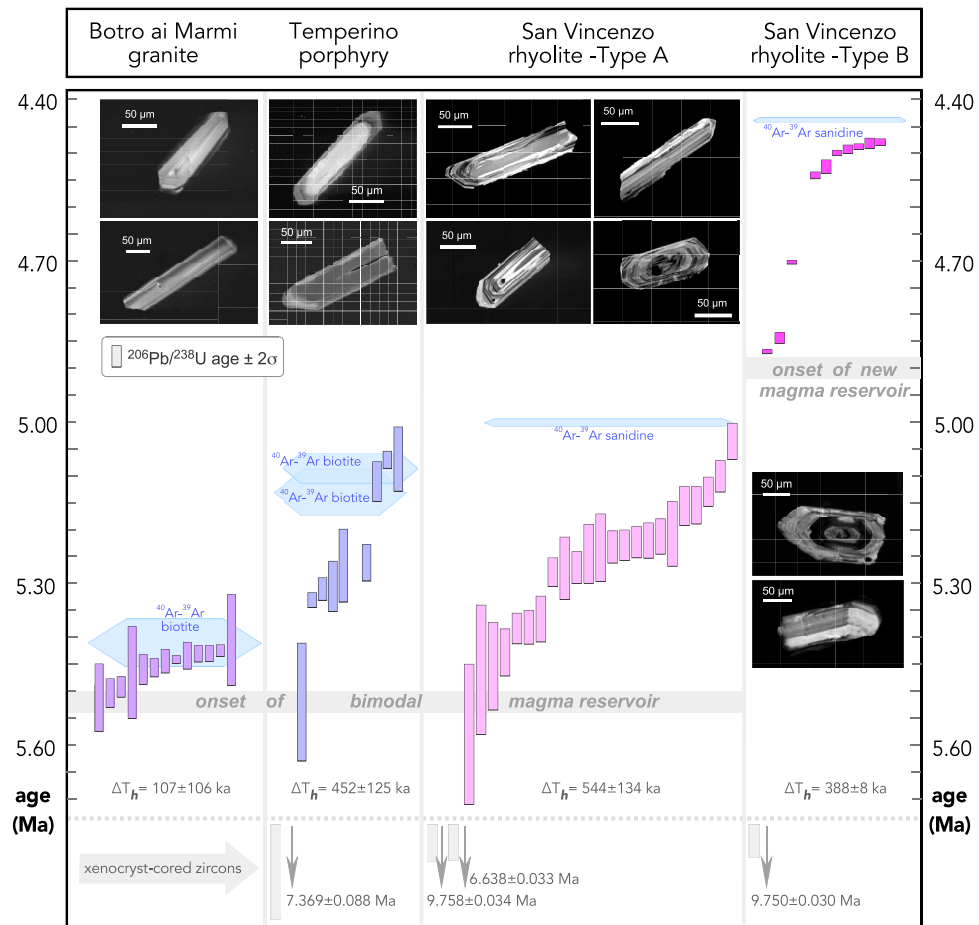 Botro ai Marmi
granite
Temperino
porphyry
San Vincenzo
rhyolite -Type A
San Vincenzo
rhyolite -Type B
4.40
4.70
5.00
5.30
5.60
age
(Ma)
50 µm
50 µm
50 µm
50 µm
50 µm
50 µm
50 µm
50 µm
²⁰⁶Pb/²³⁸U age ± 2σ
⁴⁰Ar-³⁹Ar
biotite
⁴⁰Ar-³⁹Ar biotite
⁴⁰Ar-³⁹Ar biotite
⁴⁰Ar-³⁹Ar sanidine
⁴⁰Ar-³⁹Ar sanidine
onset of new
magma reservoir
50 µm
50 µm
onset of bimodal magma reservoir
ΔTh= 107±106 ka
ΔTh= 452±125 ka
ΔTh= 544±134 ka
ΔTh= 388±8 ka
xenocryst-cored zircons
7.369±0.088 Ma
6.638±0.033 Ma
9.758±0.034 Ma
9.750±0.030 Ma
4.40
4.70
5.00
5.30
5.60
age
(Ma)